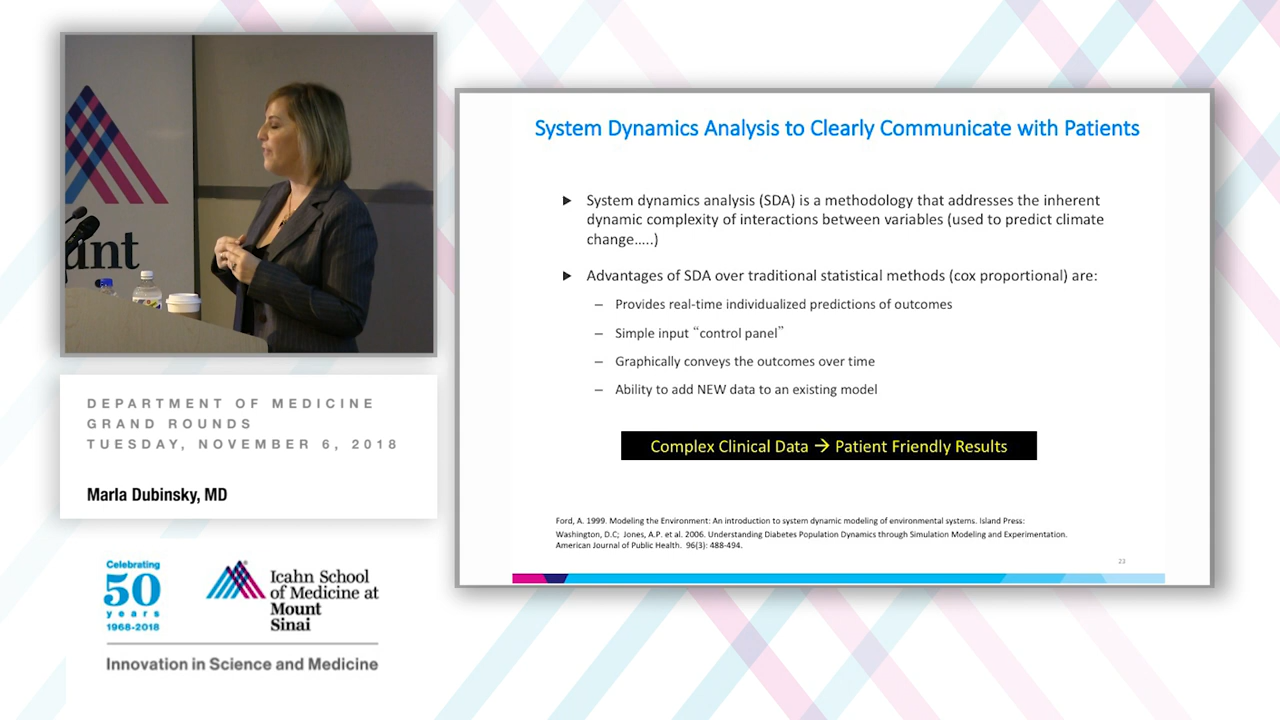 unt
DEPARTMENT OF MEDICINE
GRAND ROUNDS
TUESDAY, NOVEMBER 6, 2018
Marla Dubinsky, MD
Celebrating
50
years
1968-2018
Icahn School
of Medicine at
Mount
Sinai
Innovation in Science and Medicine
System Dynamics Analysis to Clearly Communicate with Patients
► System dynamics analysis (SDA) is a methodology that addresses the inherent
dynamic complexity of interactions between variables (used to predict climate
change.....)
► Advantages of SDA over traditional statistical methods (cox proportional) are:
– Provides real-time individualized predictions of outcomes
– Simple input “control panel”
– Graphically conveys the outcomes over time
– Ability to add NEW data to an existing model
Complex Clinical Data → Patient Friendly Results
Ford, A. 1999. Modeling the Environment: An introduction to system dynamic modeling of environmental systems. Island Press:
Washington, D.C; Jones, A.P. et al. 2006. Understanding Diabetes Population Dynamics through Simulation Modeling and Experimentation.
American Journal of Public Health. 96(3): 488-494.